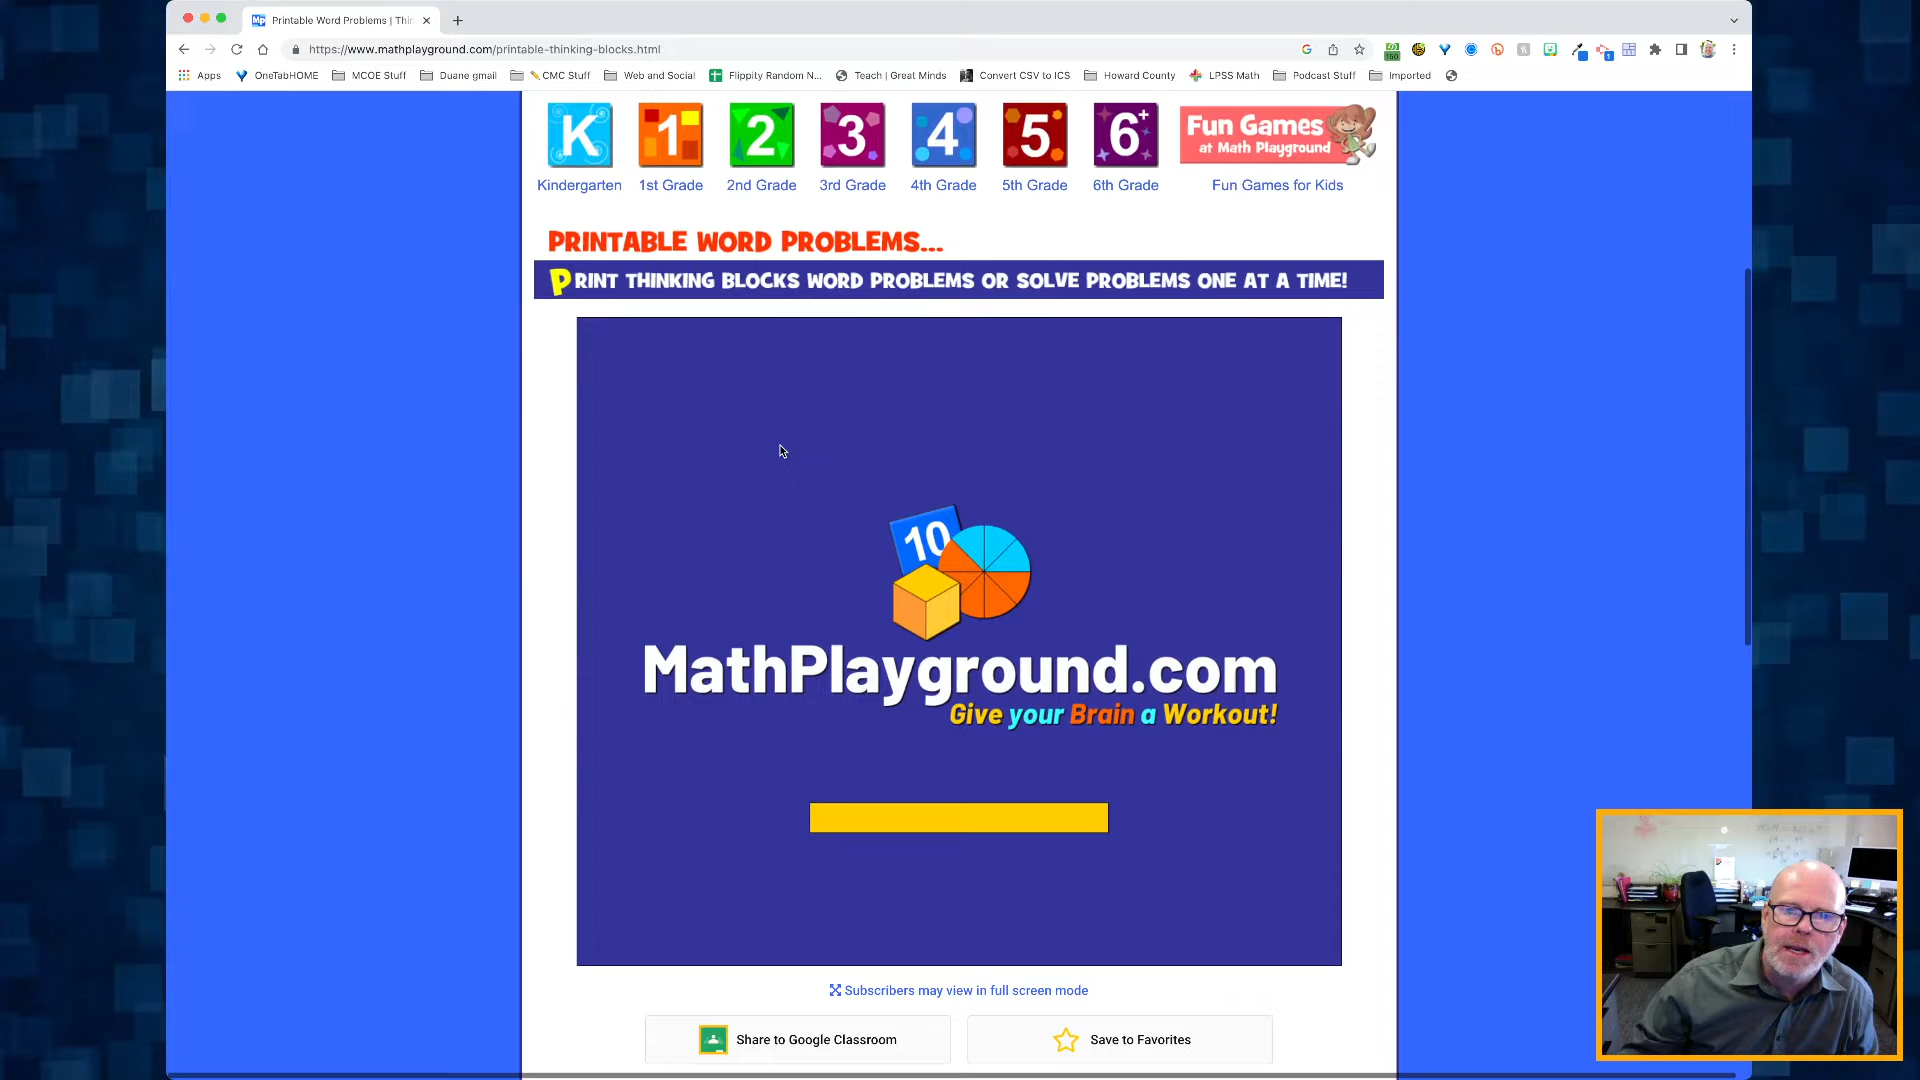 Printable Word Problems | Thin
https://www.mathplayground.com/printable-thinking-blocks.html
150
1
Apps
OneTabHOME
MCOE Stuff
Duane gmail
CMC Stuff
Web and Social
Flippity Random N...
Teach | Great Minds
Convert CSV to ICS
Howard County
LPSS Math
Podcast Stuff
Imported
K
1
2
3
4
5
6+
Fun Games
at Math Playground
Kindergarten
1st Grade
2nd Grade
3rd Grade
4th Grade
5th Grade
6th Grade
Fun Games for Kids
PRINTABLE WORD PROBLEMS...
PRINT THINKING BLOCKS WORD PROBLEMS OR SOLVE PROBLEMS ONE AT A TIME!
10
MathPlayground.com
Give your Brain a Workout!
Subscribers may view in full screen mode
Share to Google Classroom
Save to Favorites